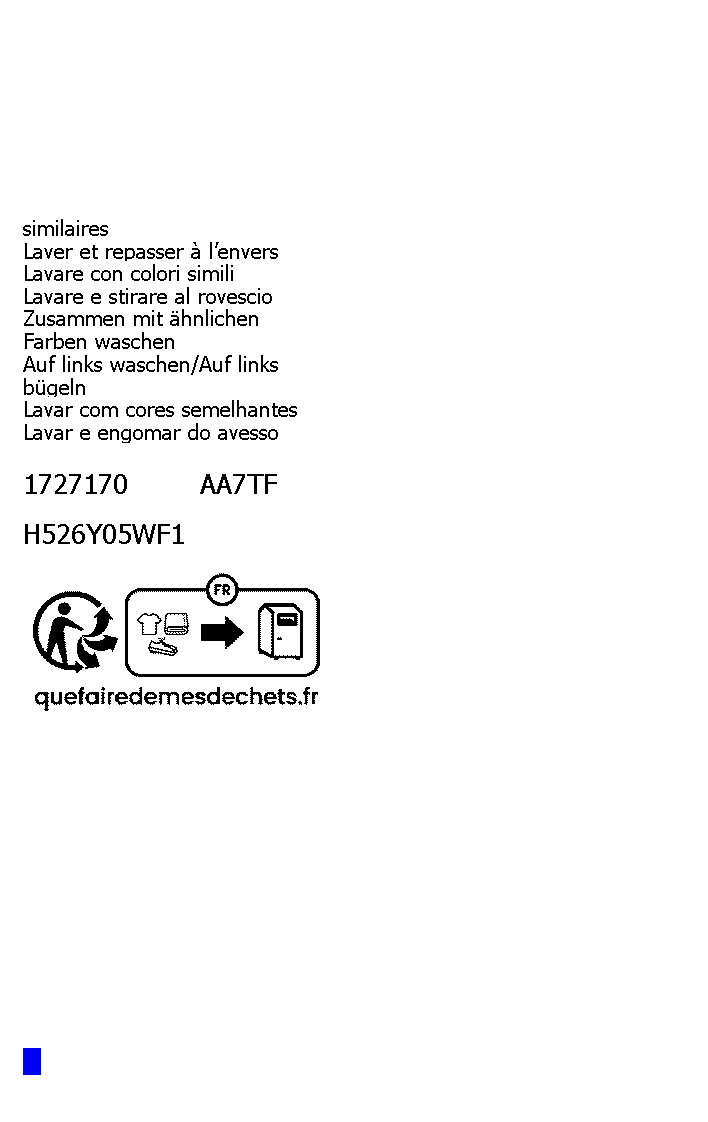 similaires
Laver et repasser à l'envers
Lavare con colori simili
Lavare e stirare al rovescio
Zusammen mit ähnlichen
Farben waschen
Auf links waschen/Auf links
bügeln
Lavar com cores semelhantes
Lavar e engomar do avesso
1727170 AA7TF
H526Y05WF1
FR
quefairedemesdechets.fr